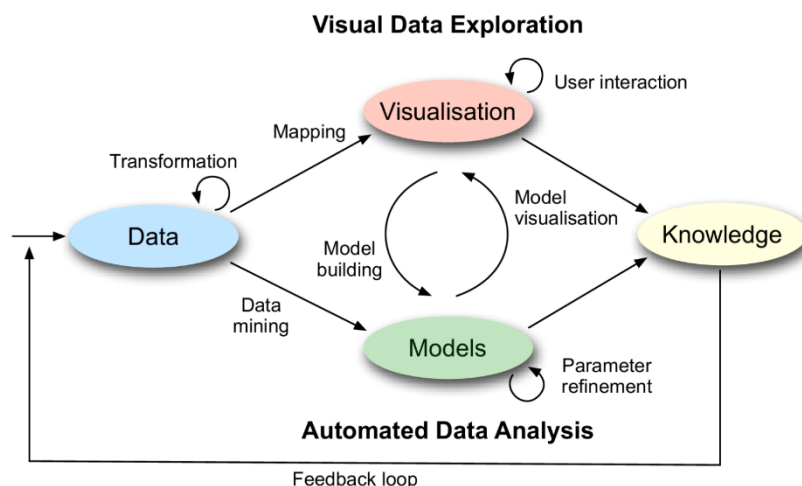 Visual Data Exploration
User interaction
Visualisation
Mapping
Transformation
Model
visualisation
Data
Knowledge
Model
building
Data
mining
Models
Parameter
refinement
Automated Data Analysis
Feedback loop